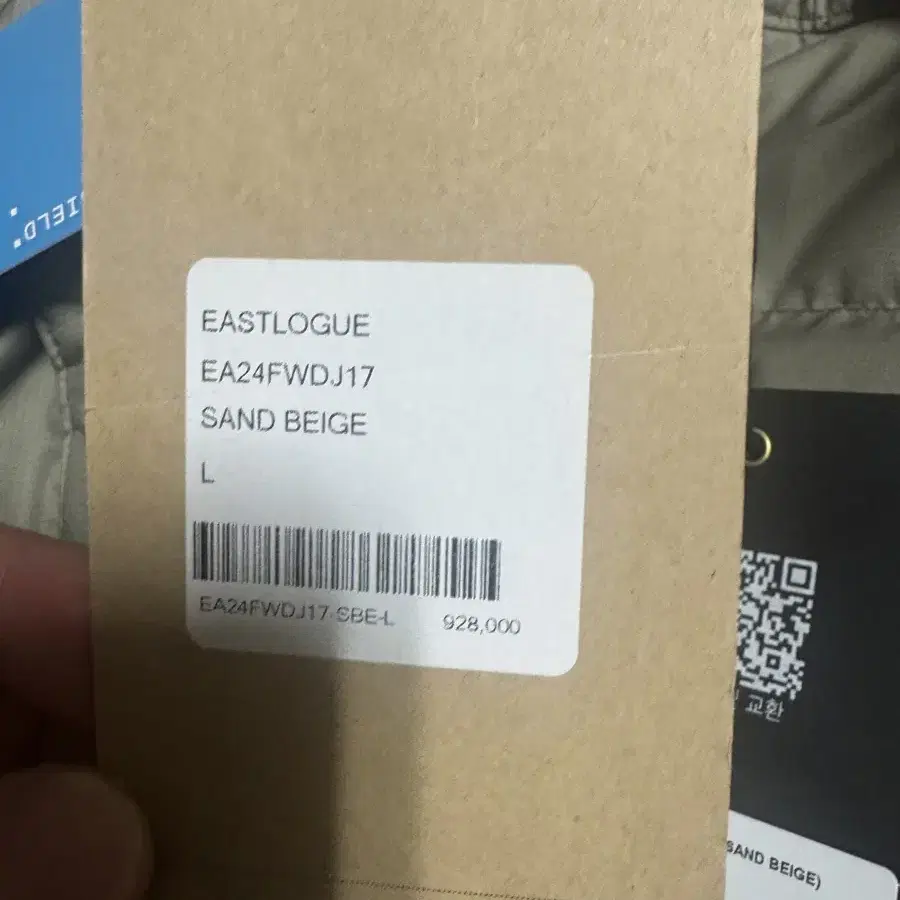 EASTLOGUE
EA24FWDJ17
SAND BEIGE
L
EA24FWDJ17-SBE-L 928,000
교환
SAND BEIGE)